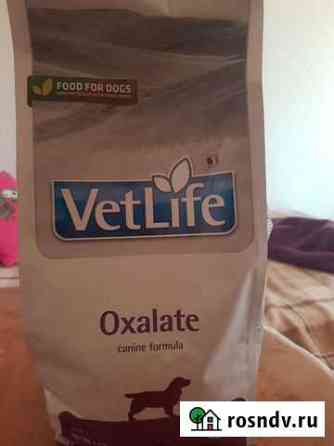 FOOD FOR DOGS
VetLife
Oxalate
canine formula
rosndv.ru